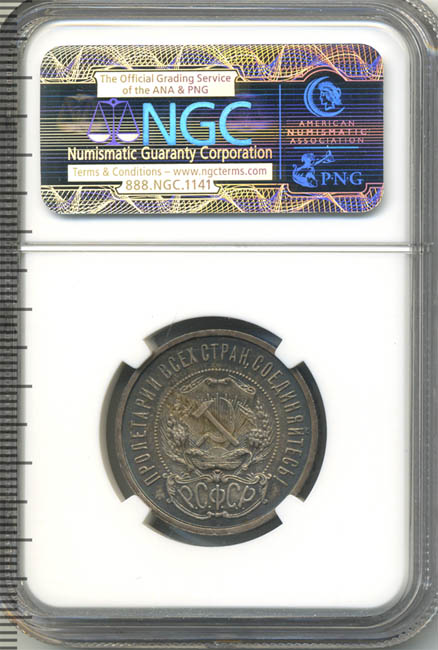 The Official Grading Service
of the ANA & PNG
NGC
Numismatic Guaranty Corporation
Terms & Conditions – www.ngcterms.com
888.NGC.1141
AMERICAN
NUMISMATIC
ASSOCIATION
PNG
ПРОЛЕТАРИИ ВСЕХ СТРАН, СОЕДИНЯЙТЕСЬ!
Р.С.Ф.С.Р.